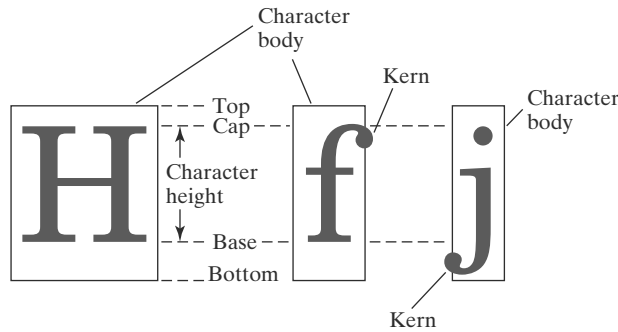 Character
body
Kern
Top
Cap
Character
body
Character
height
Base
Bottom
Kern
H
f
j